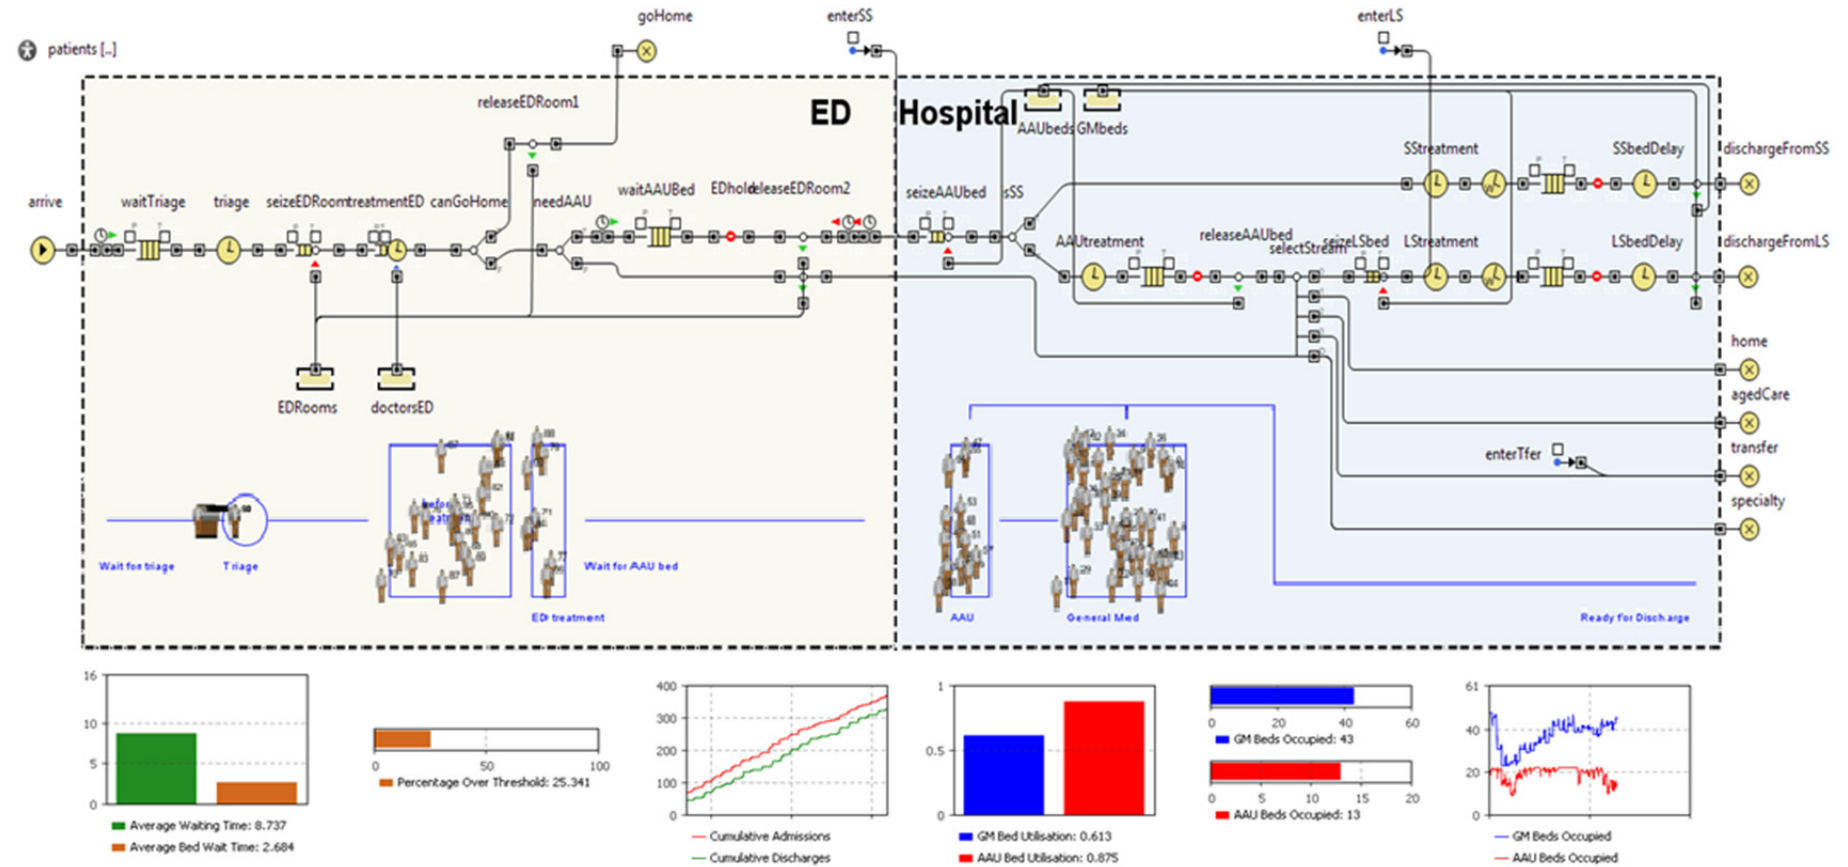 goHome
enterSS
enterLS
patients [..]
releaseEDRoom1
ED
Hospital
AAUbeds
GMbeds
SStreatment
SSbedDelay
dischargeFromSS
arrive
waitTriage
triage
seizeEDRoom
treatmentED
canGoHome
needAAU
waitAAUBed
EDhold
releaseEDRoom2
seizeAAUbed
isSS
AAUtreatment
releaseAAUbed
selectStream
seizeLSbed
LStreatment
LSbedDelay
dischargeFromLS
home
EDRooms
doctorsED
agedCare
enterTfer
transfer
specialty
Wait for triage
Triage
Wait for AAU bed
ED treatment
AAU
General Med
Ready for Discharge
16
10
5
0
Average Waiting Time: 8.737
Average Bed Wait Time: 2.684
0 50 100
Percentage Over Threshold: 25.341
400
300
200
100
0
Cumulative Admissions
Cumulative Discharges
1
0.5
0
GM Bed Utilisation: 0.613
AAU Bed Utilisation: 0.875
0 20 40 60
GM Beds Occupied: 43
0 5 10 15 20
AAU Beds Occupied: 13
61
40
20
0
GM Beds Occupied
AAU Beds Occupied